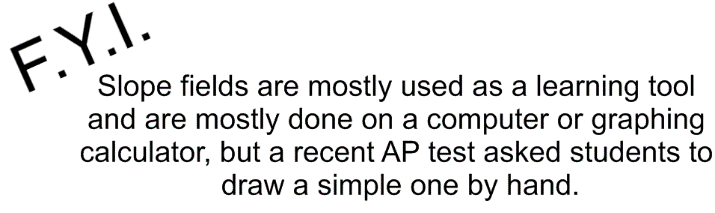 F.Y.I.
Slope fields are mostly used as a learning tool
and are mostly done on a computer or graphing
calculator, but a recent AP test asked students to
draw a simple one by hand.